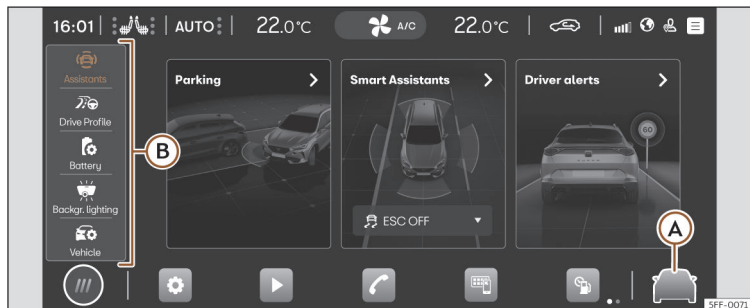 16:01 AUTO 22.0°C A/C 22.0°C
Assistants
Drive Profile
Battery
Backgr. lighting
Vehicle
B
Parking
Smart Assistants
ESC OFF
Driver alerts
60
A
5FF-0071